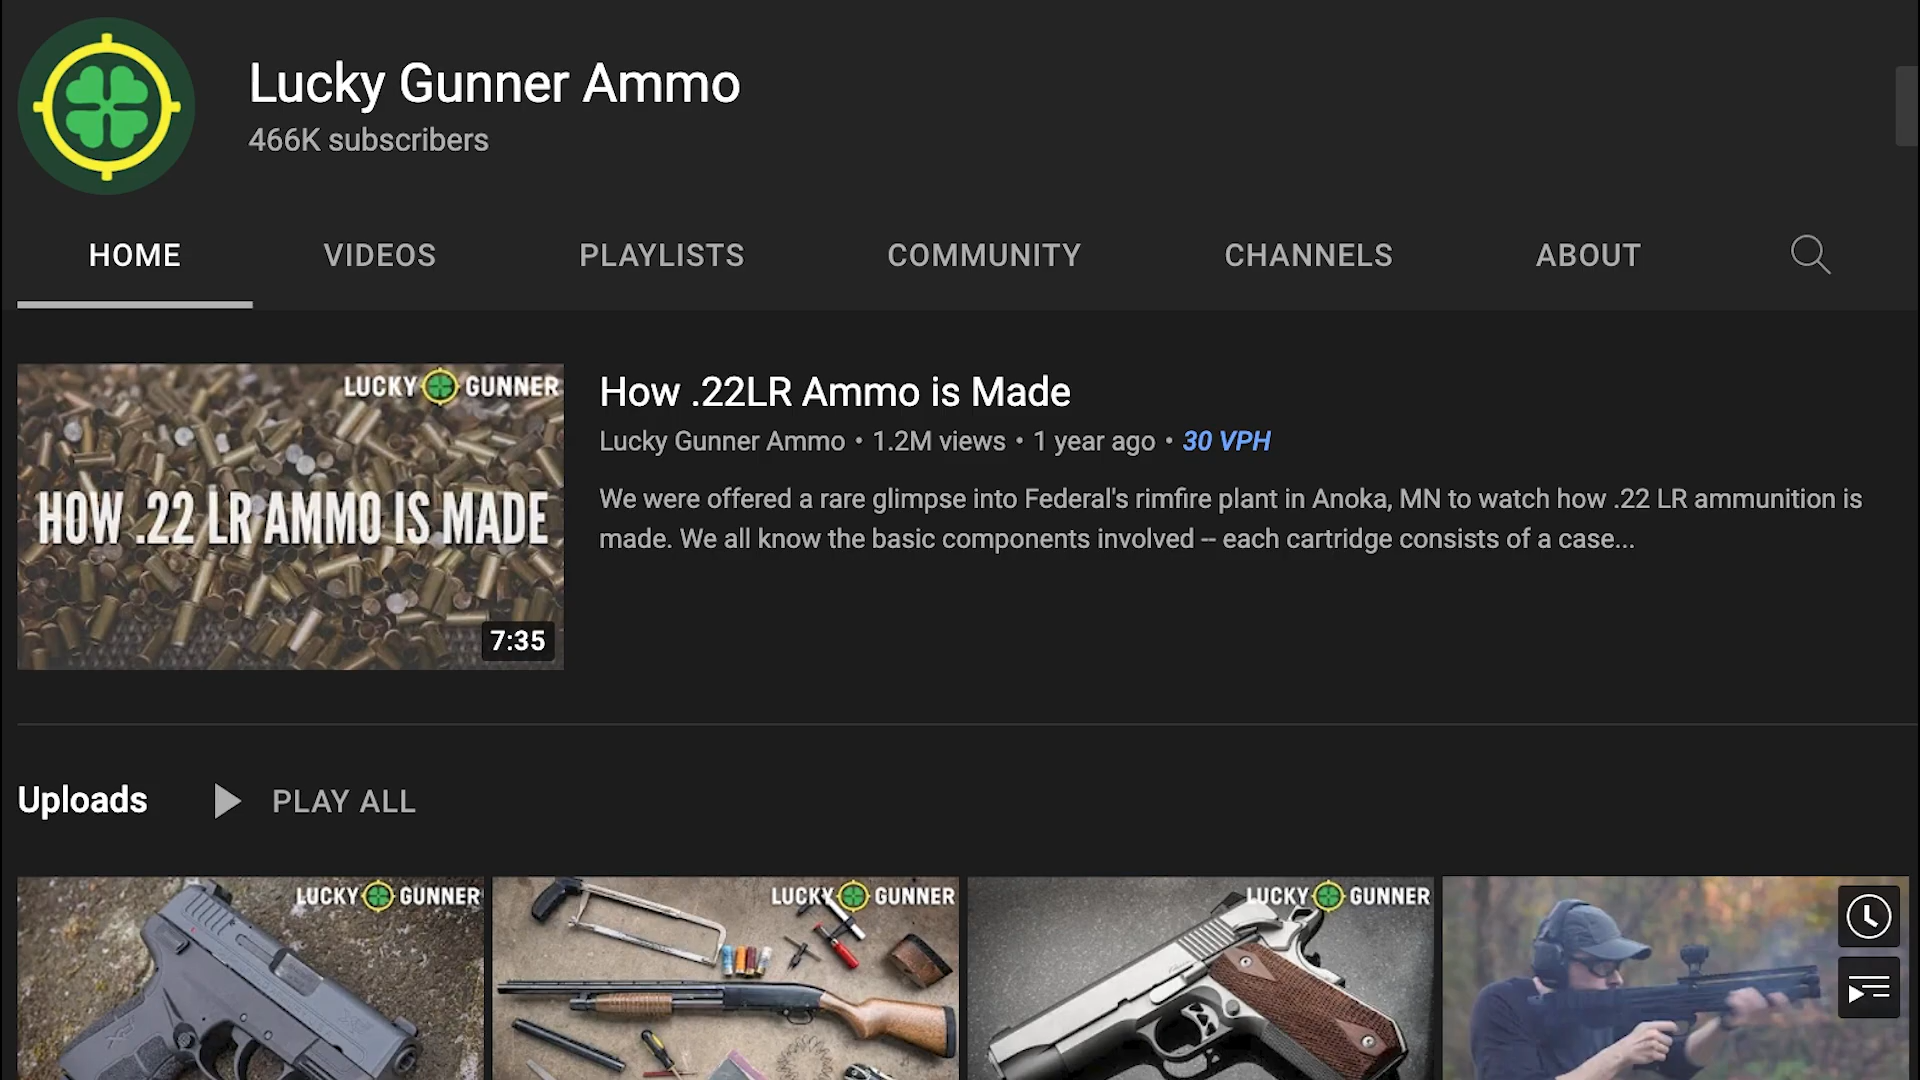 Lucky Gunner Ammo
466K subscribers
HOME
VIDEOS
PLAYLISTS
COMMUNITY
CHANNELS
ABOUT
LUCKY GUNNER
HOW .22 LR AMMO IS MADE
7:35
How .22LR Ammo is Made
Lucky Gunner Ammo • 1.2M views • 1 year ago • 30 VPH
We were offered a rare glimpse into Federal's rimfire plant in Anoka, MN to watch how .22 LR ammunition is
made. We all know the basic components involved -- each cartridge consists of a case...
Uploads
PLAY ALL
LUCKY GUNNER
LUCKY GUNNER
LUCKY GUNNER